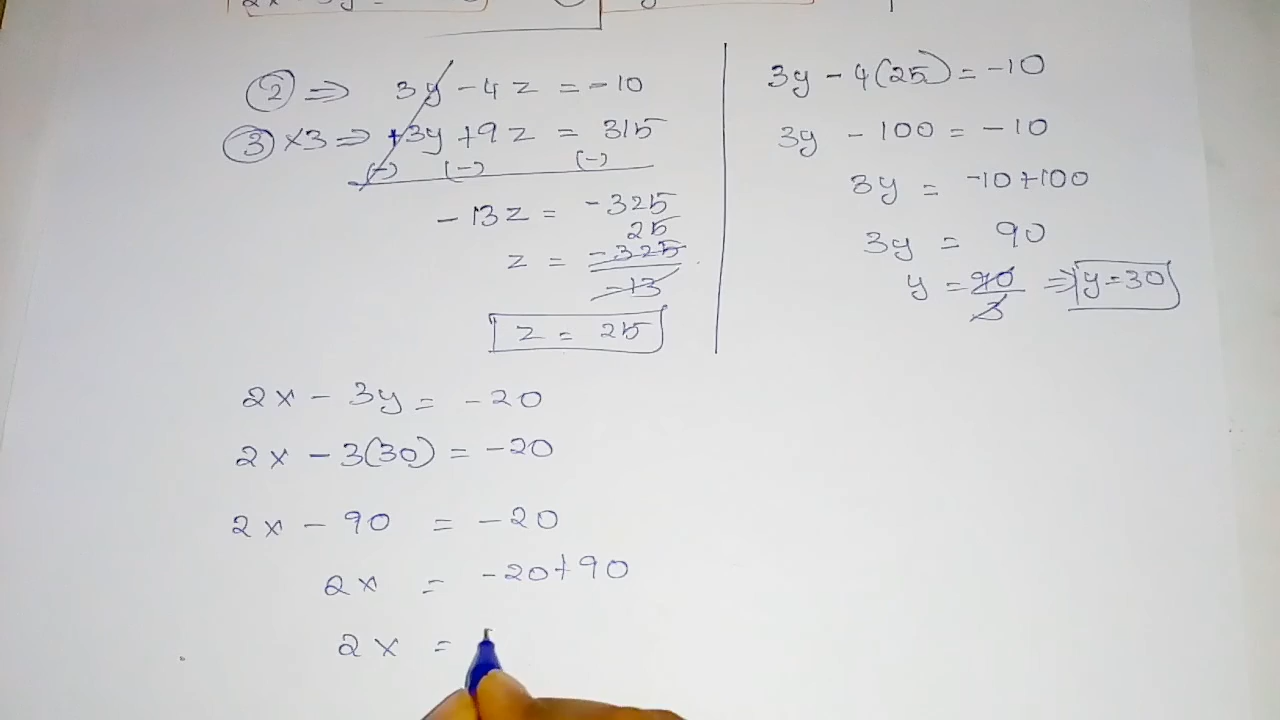 ② ⇒ 3y - 4z = -10
③ ×3 ⇒ +3y + 9z = 315
(-) (-) (-)
-13z = -325
25
z = -325/-13
z = 25
3y - 4(25) = -10
3y - 100 = -10
3y = -10+100
3y = 90
y = 90/3 ⇒ y = 30
2x - 3y = -20
2x - 3(30) = -20
2x - 90 = -20
2x = -20+90
2x =